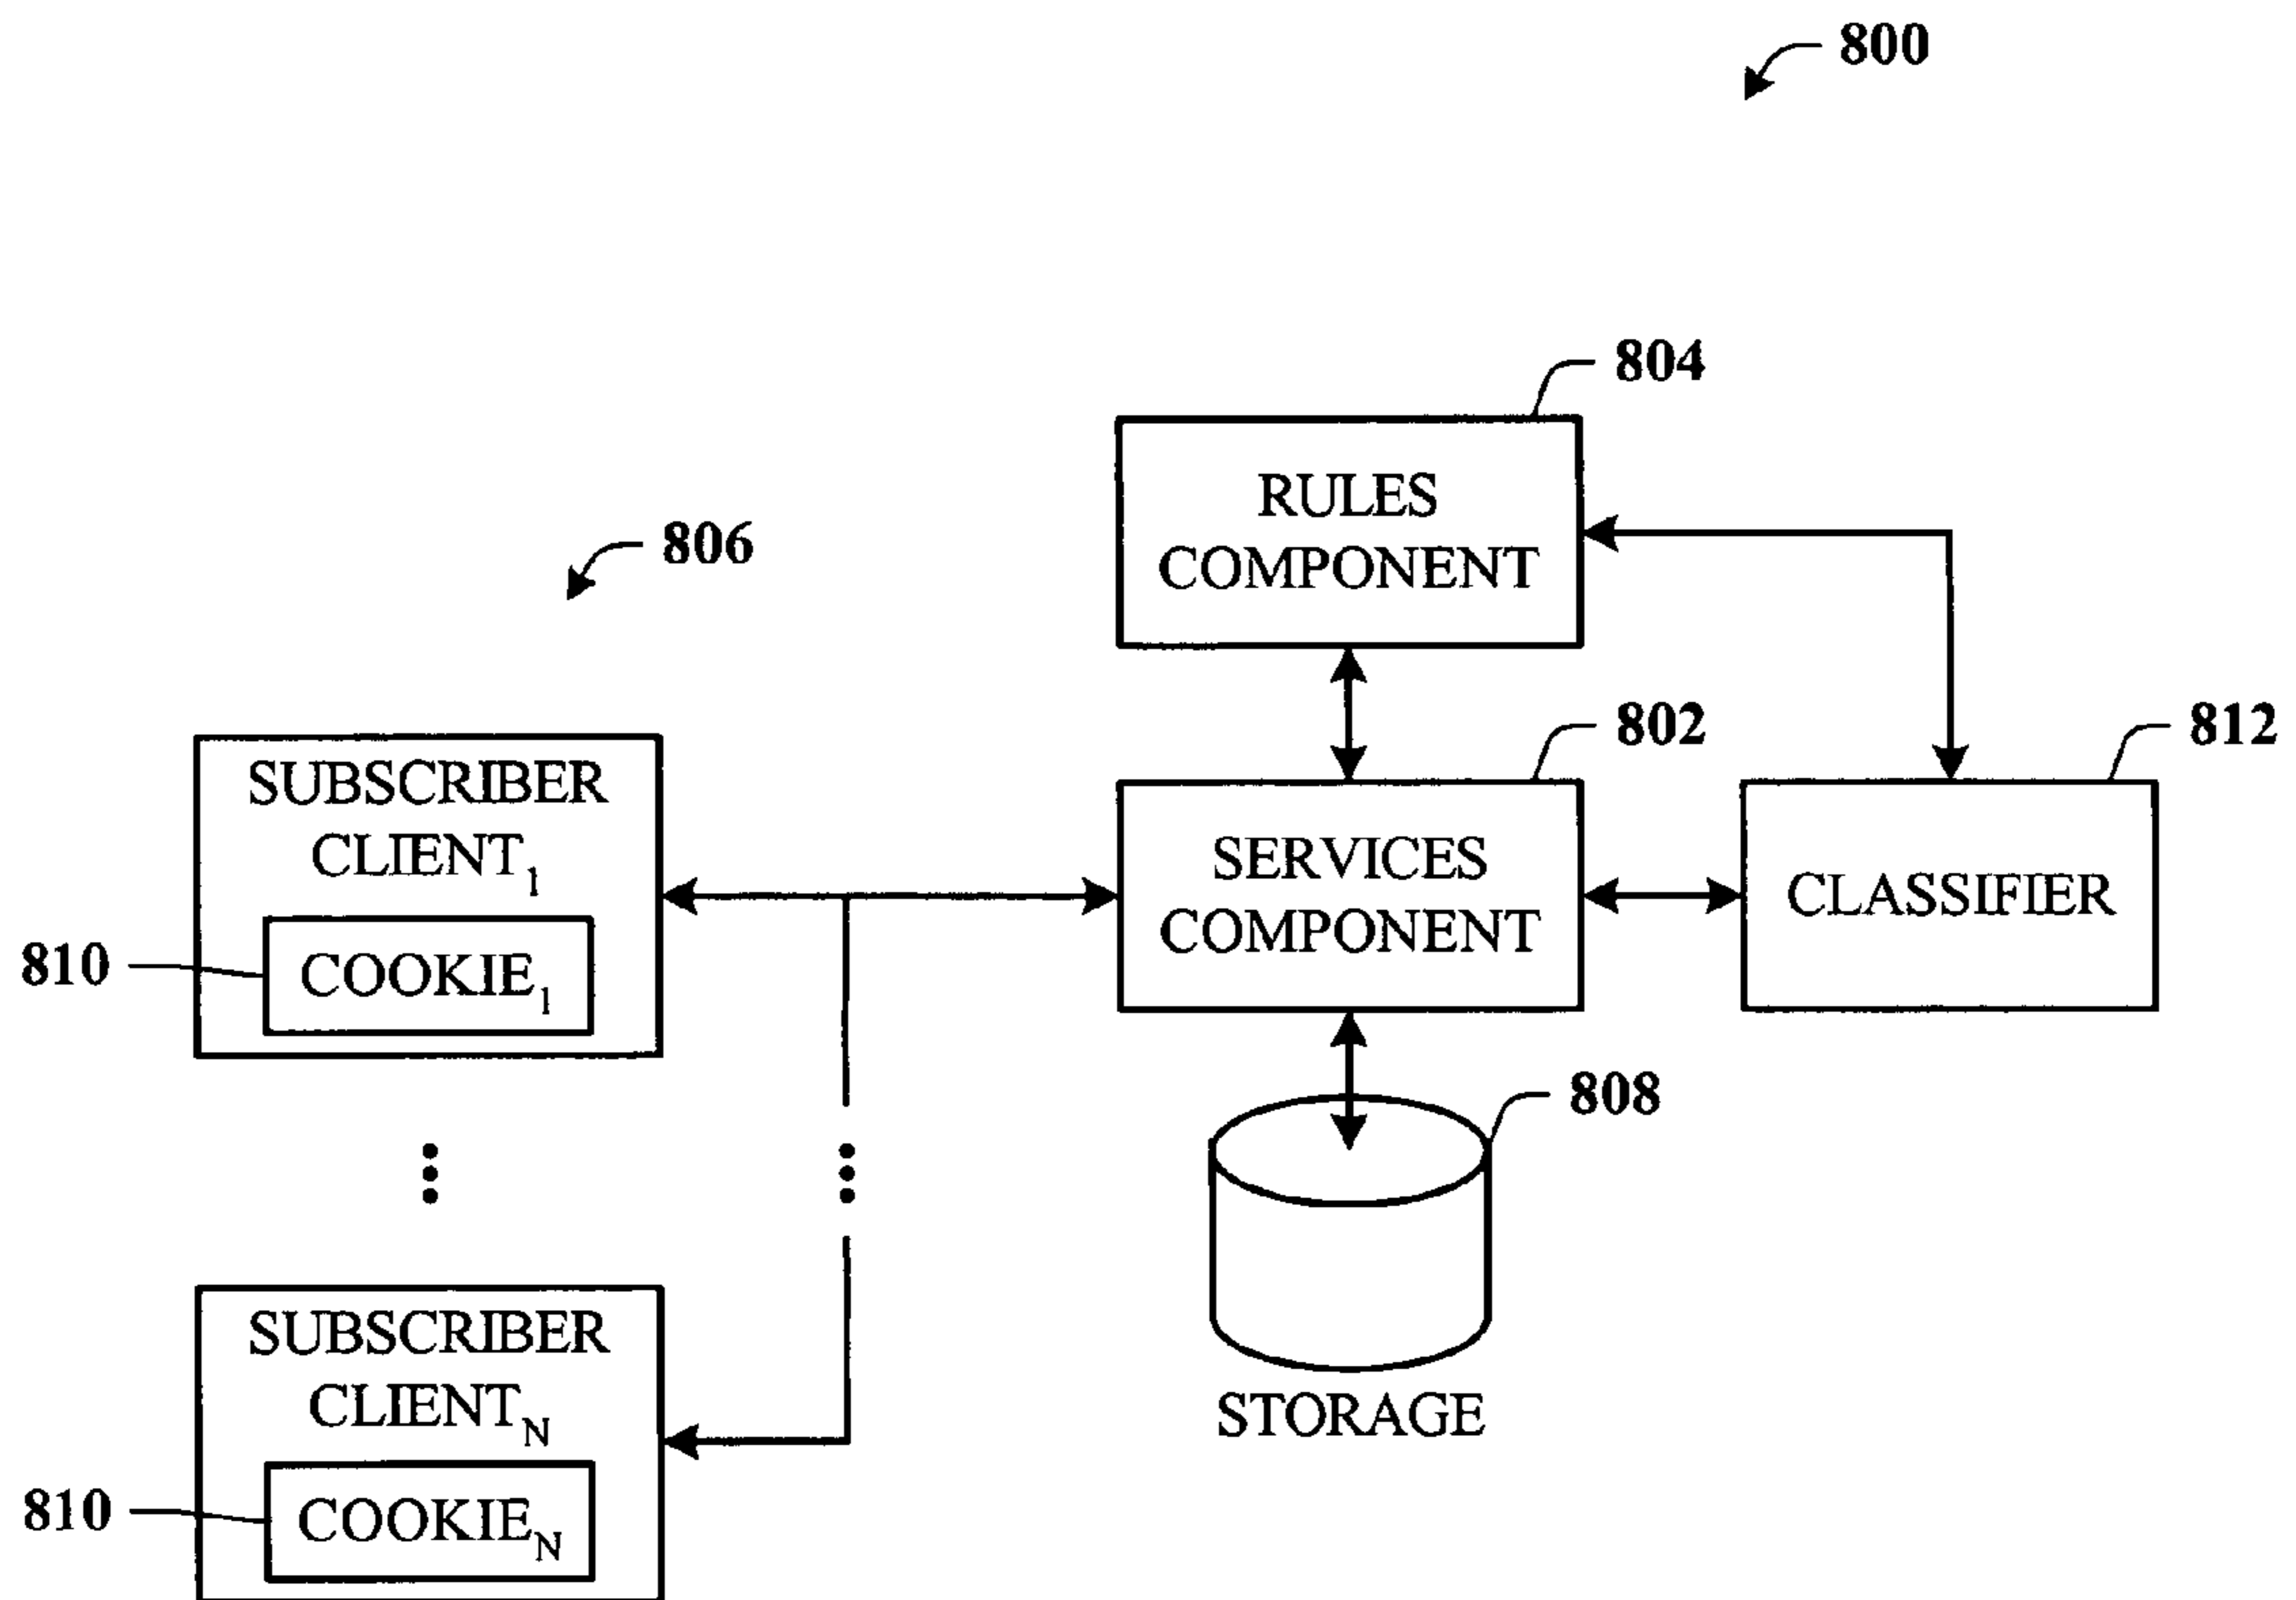 800
804
RULES
COMPONENT
806
802
812
SUBSCRIBER
CLIENT1
SERVICES
COMPONENT
CLASSIFIER
810
COOKIE1
808
SUBSCRIBER
CLIENTN
STORAGE
810
COOKIEN